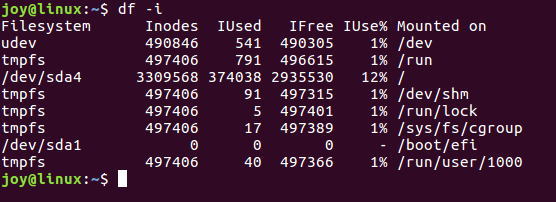 joy@linux:~$ df -i
Filesystem Inodes IUsed IFree IUse% Mounted on
udev 490846 541 490305 1% /dev
tmpfs 497406 791 496615 1% /run
/dev/sda4 3309568 374038 2935530 12% /
tmpfs 497406 91 497315 1% /dev/shm
tmpfs 497406 5 497401 1% /run/lock
tmpfs 497406 17 497389 1% /sys/fs/cgroup
/dev/sda1 0 0 0 - /boot/efi
tmpfs 497406 40 497366 1% /run/user/1000
joy@linux:~$